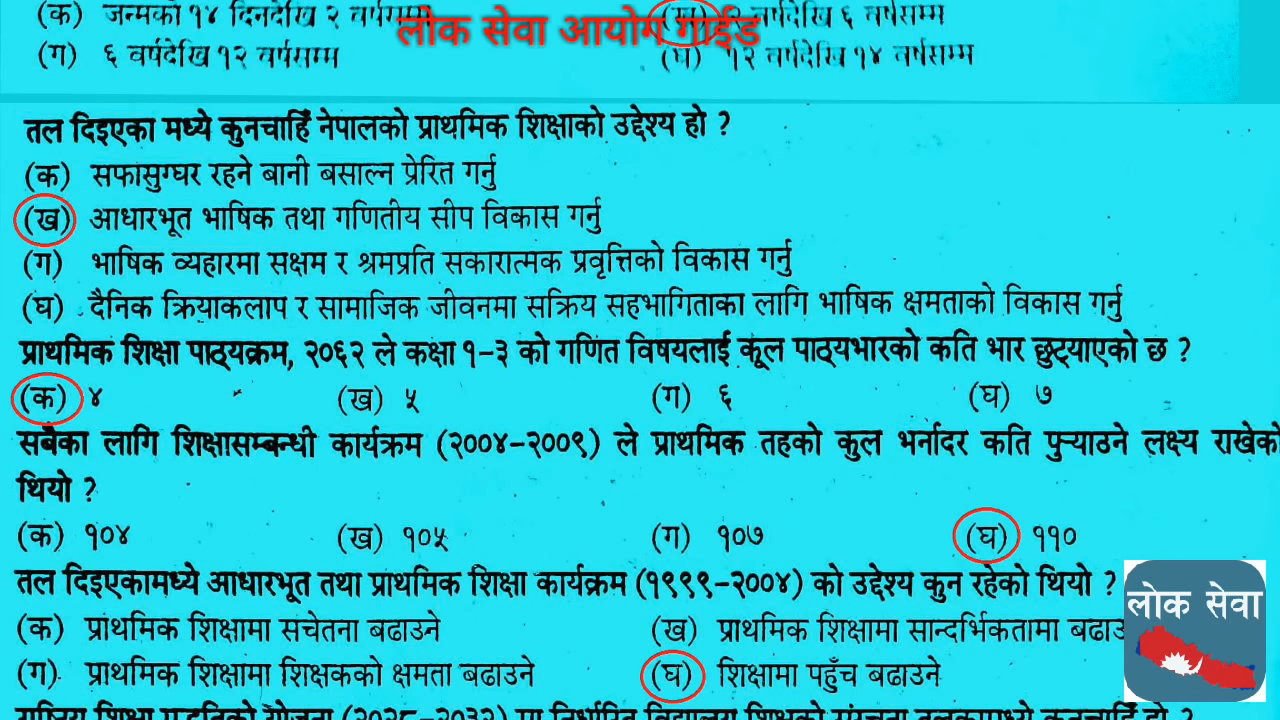 (क) जन्मको १४ दिनदेखि २ वर्षसम्म (ख) २ वर्षदेखि ६ वर्षसम्म
लोक सेवा आयोग गाईड
(ग) ६ वर्षदेखि १२ वर्षसम्म (घ) १२ वर्षदेखि १४ वर्षसम्म
तल दिइएका मध्ये कुनचाहिँ नेपालको प्राथमिक शिक्षाको उद्देश्य हो ?
(क) सफासुग्घर रहने बानी बसाल्न प्रेरित गर्नु
(ख) आधारभूत भाषिक तथा गणितीय सीप विकास गर्नु
(ग) भाषिक व्यहारमा सक्षम र श्रमप्रति सकारात्मक प्रवृत्तिको विकास गर्नु
(घ) दैनिक क्रियाकलाप र सामाजिक जीवनमा सक्रिय सहभागिताका लागि भाषिक क्षमताको विकास गर्नु
प्राथमिक शिक्षा पाठ्यक्रम, २०६२ ले कक्षा १-३ को गणित विषयलाई कूल पाठ्यभारको कति भार छुट्याएको छ ?
(क) ४ (ख) ५ (ग) ६ (घ) ७
सबैका लागि शिक्षासम्बन्धी कार्यक्रम (२००४-२००९) ले प्राथमिक तहको कुल भर्नादर कति पुऱ्याउने लक्ष्य राखेको
थियो ?
(क) १०४ (ख) १०५ (ग) १०७ (घ) ११०
तल दिइएकामध्ये आधारभूत तथा प्राथमिक शिक्षा कार्यक्रम (१९९९-२००४) को उद्देश्य कुन रहेको थियो ?
(क) प्राथमिक शिक्षामा सचेतना बढाउने (ख) प्राथमिक शिक्षामा सान्दर्भिकतामा
लोक सेवा
(ग) प्राथमिक शिक्षामा शिक्षकको क्षमता बढाउने (घ) शिक्षामा पहुँच बढाउने